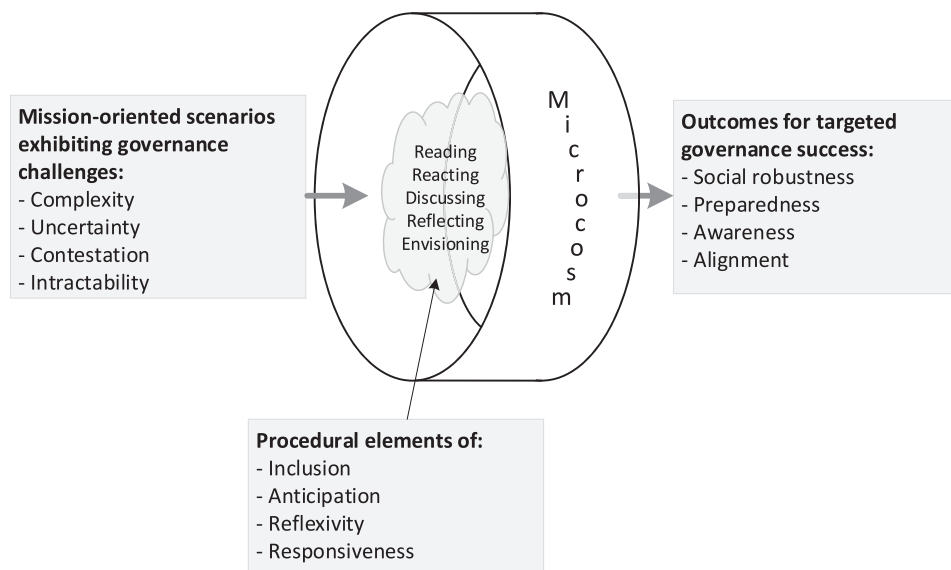 Mission-oriented scenarios
exhibiting governance
challenges:
- Complexity
- Uncertainty
- Contestation
- Intractability
Reading
Reacting
Discussing
Reflecting
Envisioning
Microcosm
Outcomes for targeted
governance success:
- Social robustness
- Preparedness
- Awareness
- Alignment
Procedural elements of:
- Inclusion
- Anticipation
- Reflexivity
- Responsiveness